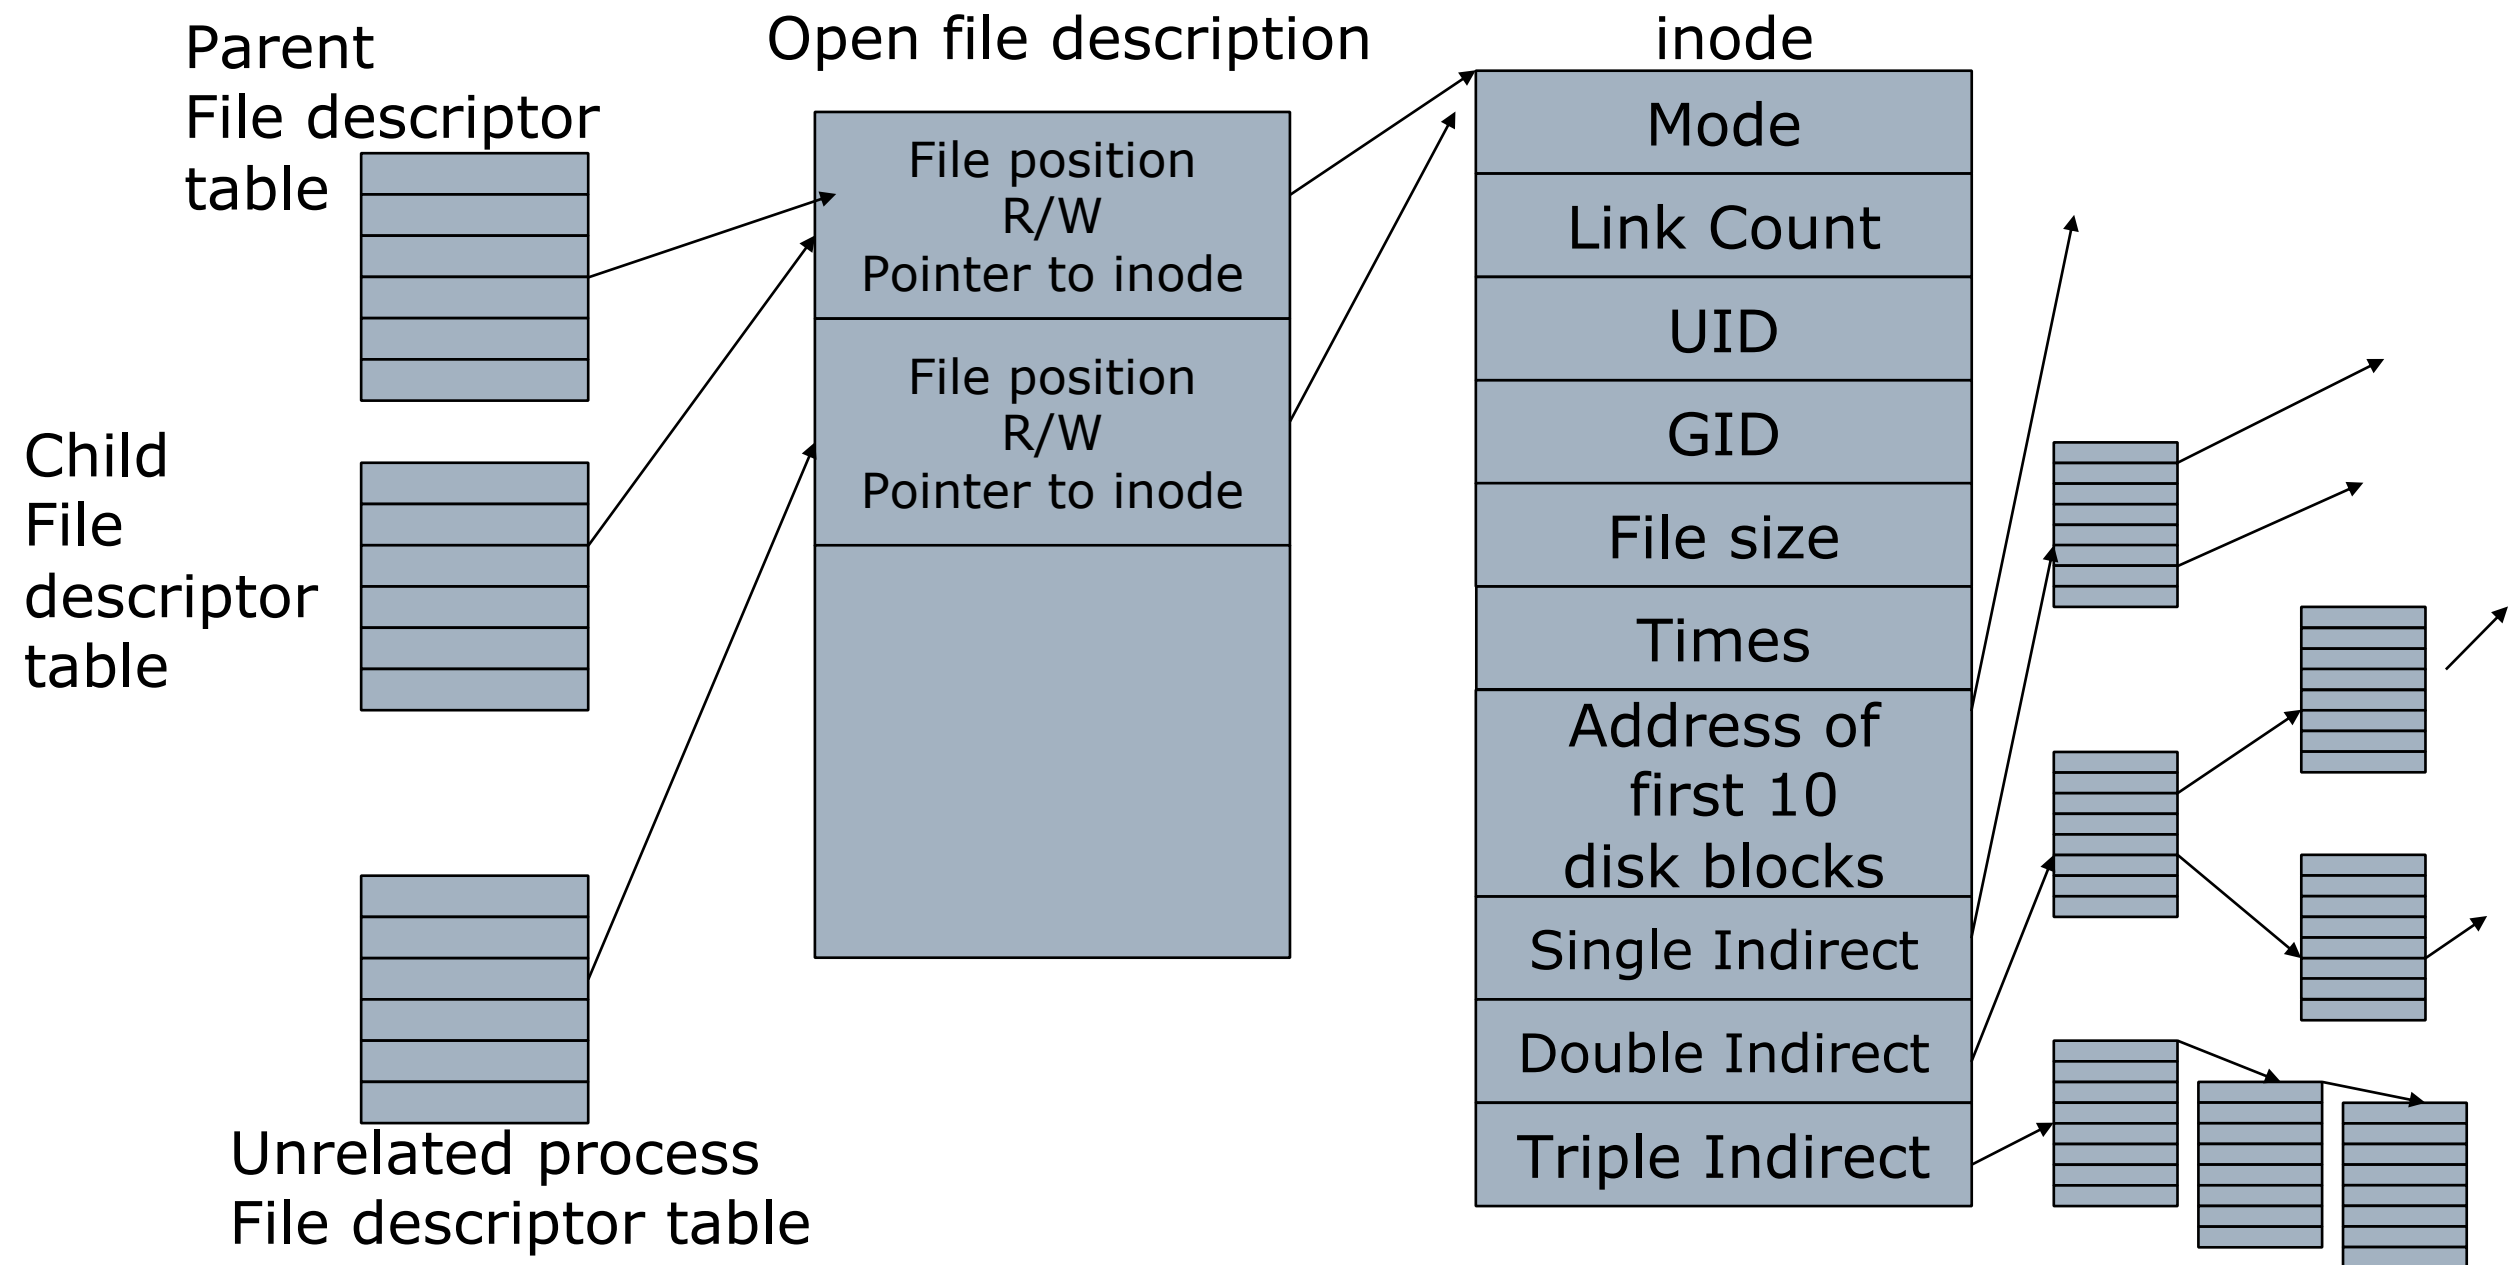 Parent
File descriptor
table
Open file description
inode
File position
R/W
Pointer to inode
File position
R/W
Pointer to inode
Mode
Link Count
UID
GID
File size
Times
Address of
first 10
disk blocks
Single Indirect
Double Indirect
Triple Indirect
Child
File
descriptor
table
Unrelated process
File descriptor table